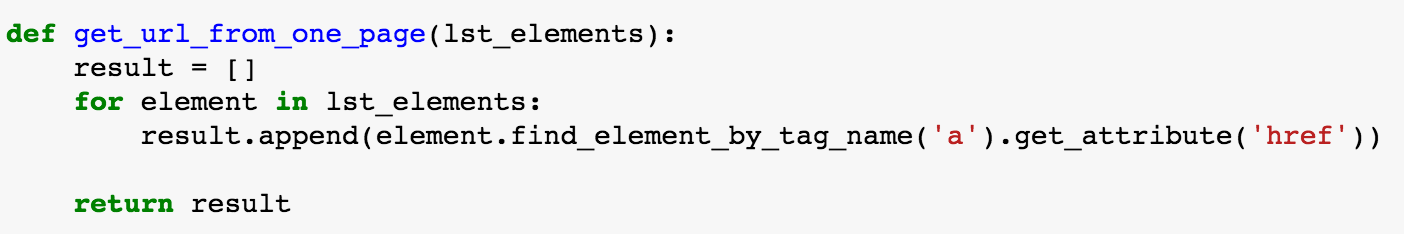 def get_url_from_one_page(lst_elements):
    result = []
    for element in lst_elements:
        result.append(element.find_element_by_tag_name('a').get_attribute('href'))

    return result